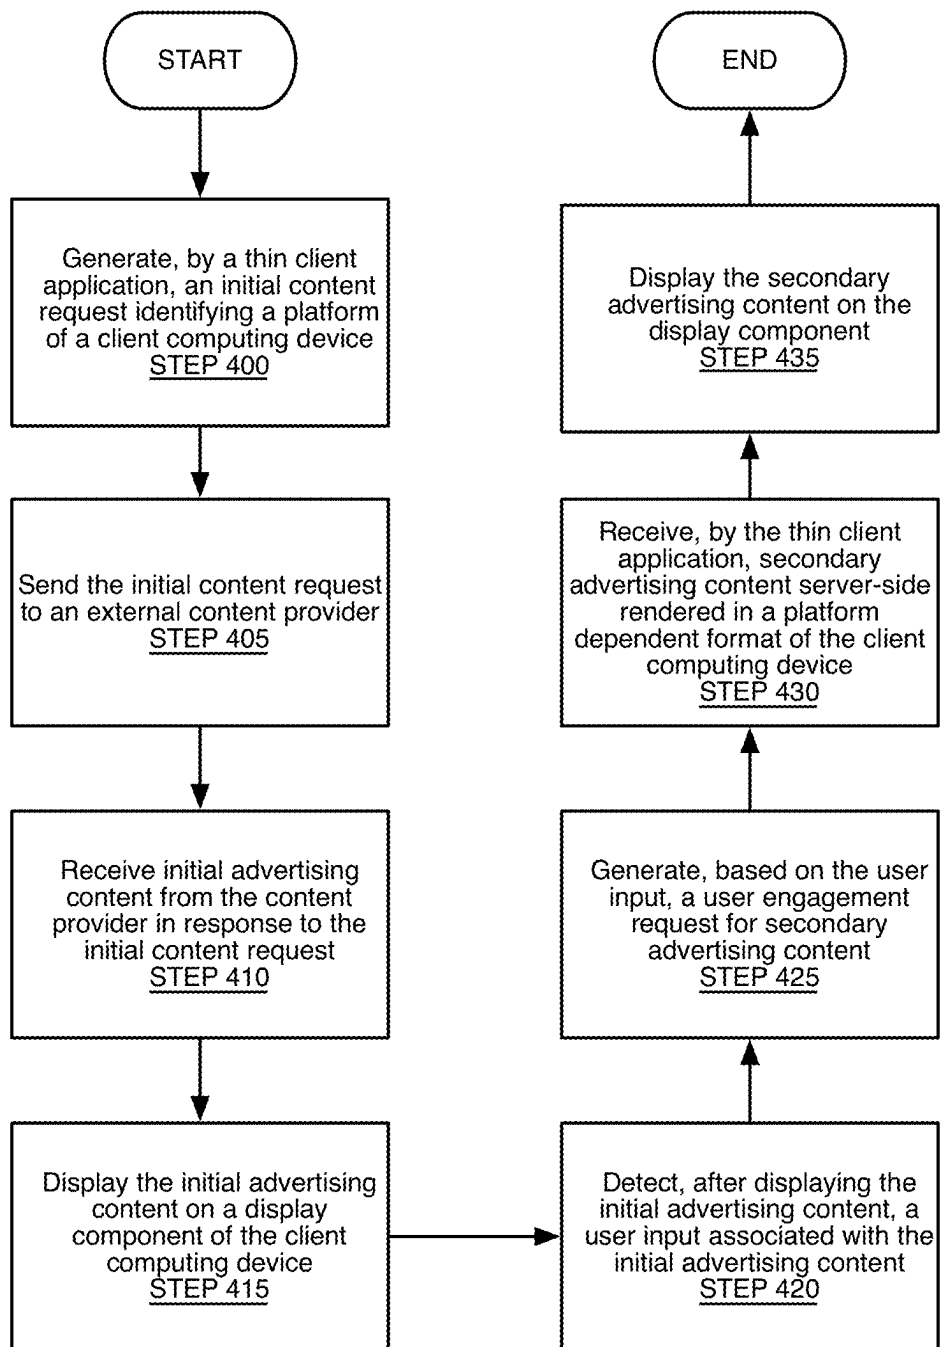 START
Generate, by a thin client
application, an initial content
request identifying a platform
of a client computing device
STEP 400
Send the initial content request
to an external content provider
STEP 405
Receive initial advertising
content from the content
provider in response to the
initial content request
STEP 410
Display the initial advertising
content on a display
component of the client
computing device
STEP 415
Detect, after displaying the
initial advertising content, a
user input associated with the
initial advertising content
STEP 420
Generate, based on the user
input, a user engagement
request for secondary
advertising content
STEP 425
Receive, by the thin client
application, secondary
advertising content server-side
rendered in a platform
dependent format of the client
computing device
STEP 430
Display the secondary
advertising content on the
display component
STEP 435
END